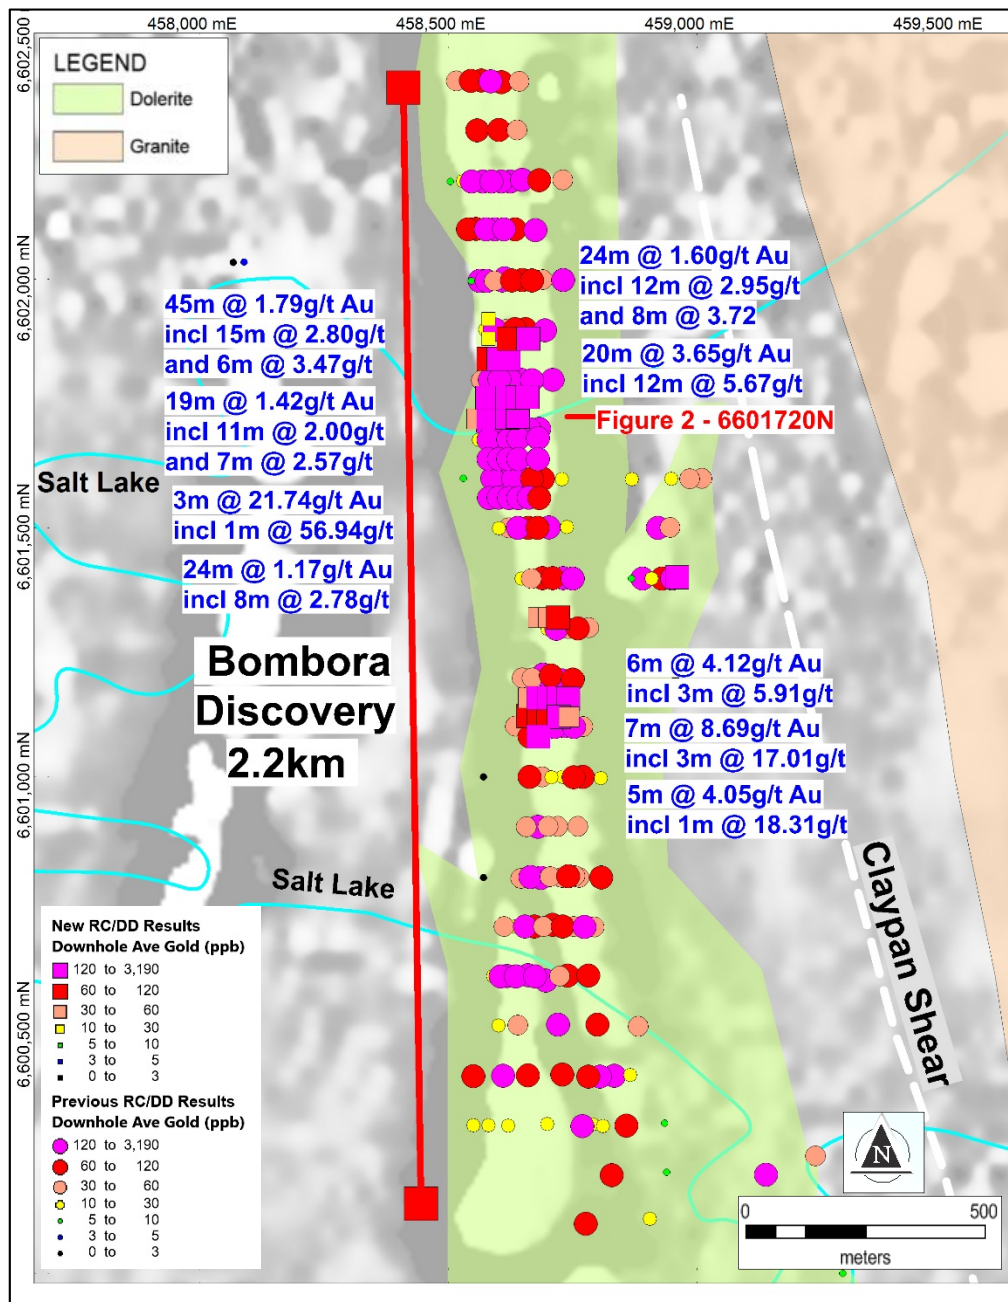 458,000 mE
458,500 mE
459,000 mE
459,500 mE
6,602,500 mN
6,602,000 mN
6,601,500 mN
6,601,000 mN
6,600,500 mN
LEGEND
Dolerite
Granite
24m @ 1.60g/t Au
incl 12m @ 2.95g/t
and 8m @ 3.72
45m @ 1.79g/t Au
incl 15m @ 2.80g/t
and 6m @ 3.47g/t
20m @ 3.65g/t Au
incl 12m @ 5.67g/t
19m @ 1.42g/t Au
incl 11m @ 2.00g/t
and 7m @ 2.57g/t
Figure 2 - 6601720N
Salt Lake
3m @ 21.74g/t Au
incl 1m @ 56.94g/t
24m @ 1.17g/t Au
incl 8m @ 2.78g/t
Bombora
Discovery
2.2km
6m @ 4.12g/t Au
incl 3m @ 5.91g/t
7m @ 8.69g/t Au
incl 3m @ 17.01g/t
5m @ 4.05g/t Au
incl 1m @ 18.31g/t
Salt Lake
Claypan Shear
New RC/DD Results
Downhole Ave Gold (ppb)
120 to 3,190
60 to 120
30 to 60
10 to 30
5 to 10
3 to 5
0 to 3
Previous RC/DD Results
Downhole Ave Gold (ppb)
120 to 3,190
60 to 120
30 to 60
10 to 30
5 to 10
3 to 5
0 to 3
N
0 500
meters